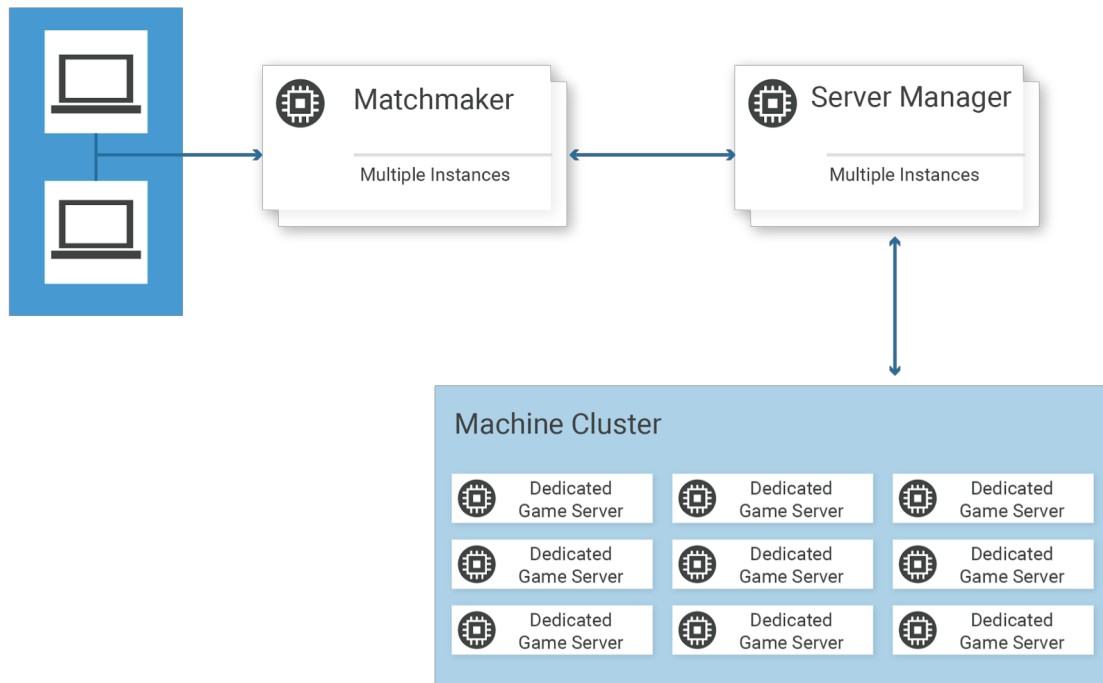 Matchmaker
Multiple Instances
Server Manager
Multiple Instances
Machine Cluster
Dedicated
Game Server
Dedicated
Game Server
Dedicated
Game Server
Dedicated
Game Server
Dedicated
Game Server
Dedicated
Game Server
Dedicated
Game Server
Dedicated
Game Server
Dedicated
Game Server